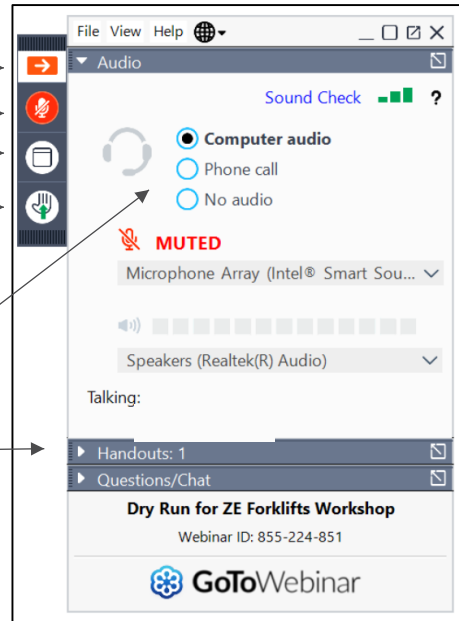 File View Help
Audio
Sound Check ?
Computer audio
Phone call
No audio
MUTED
Microphone Array (Intel® Smart Sou...
Speakers (Realtek(R) Audio)
Talking:
Handouts: 1
Questions/Chat
Dry Run for ZE Forklifts Workshop
Webinar ID: 855-224-851
GoToWebinar